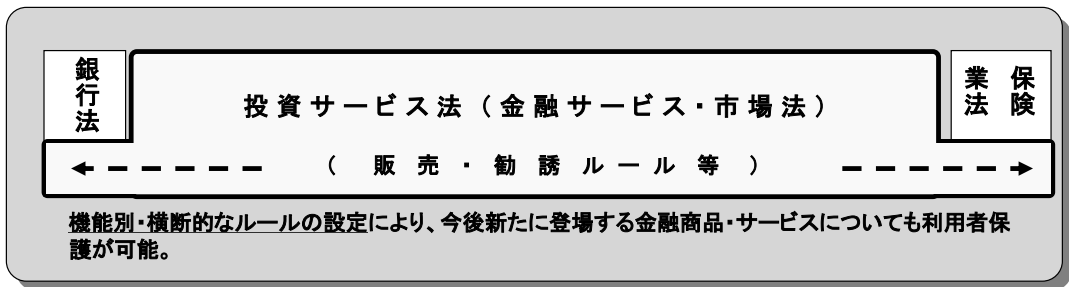 銀行法
投資サービス法(金融サービス・市場法)
保険業法
(販売・勧誘ルール等)
機能別・横断的なルールの設定により、今後新たに登場する金融商品・サービスについても利用者保
護が可能。